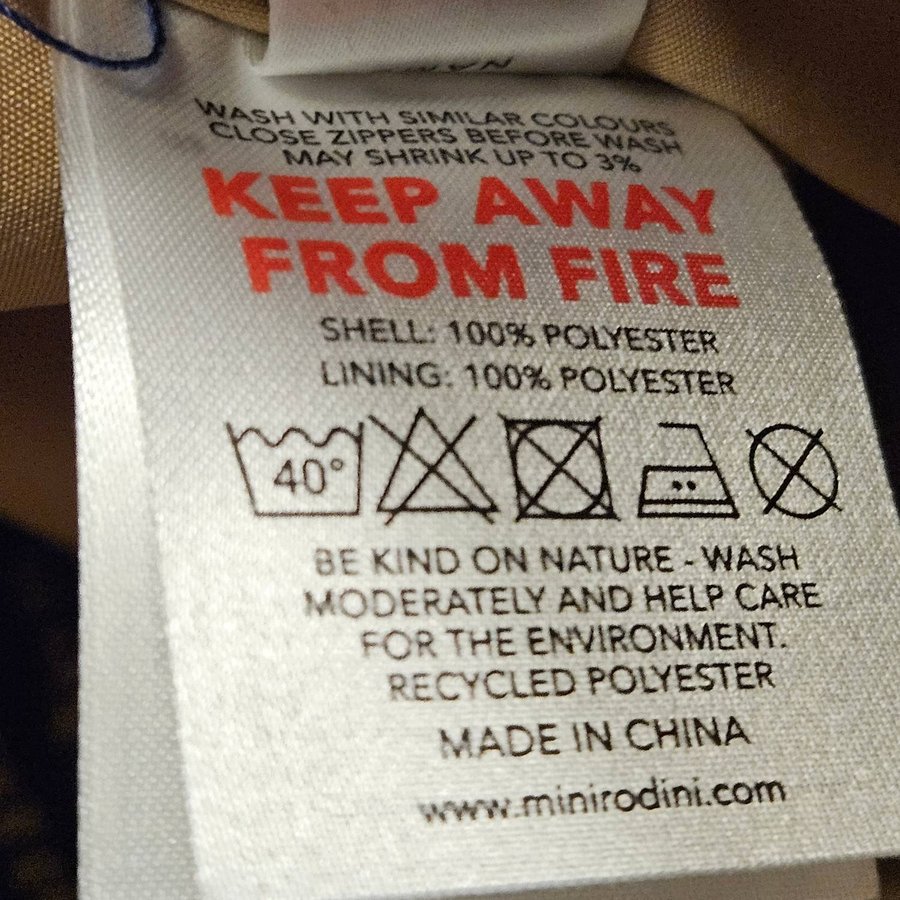 WASH WITH SIMILAR COLOURS
CLOSE ZIPPERS BEFORE WASH
MAY SHRINK UP TO 3%
KEEP AWAY
FROM FIRE
SHELL: 100% POLYESTER
LINING: 100% POLYESTER
40°
BE KIND ON NATURE - WASH
MODERATELY AND HELP CARE
FOR THE ENVIRONMENT.
RECYCLED POLYESTER
MADE IN CHINA
www.minirodini.com